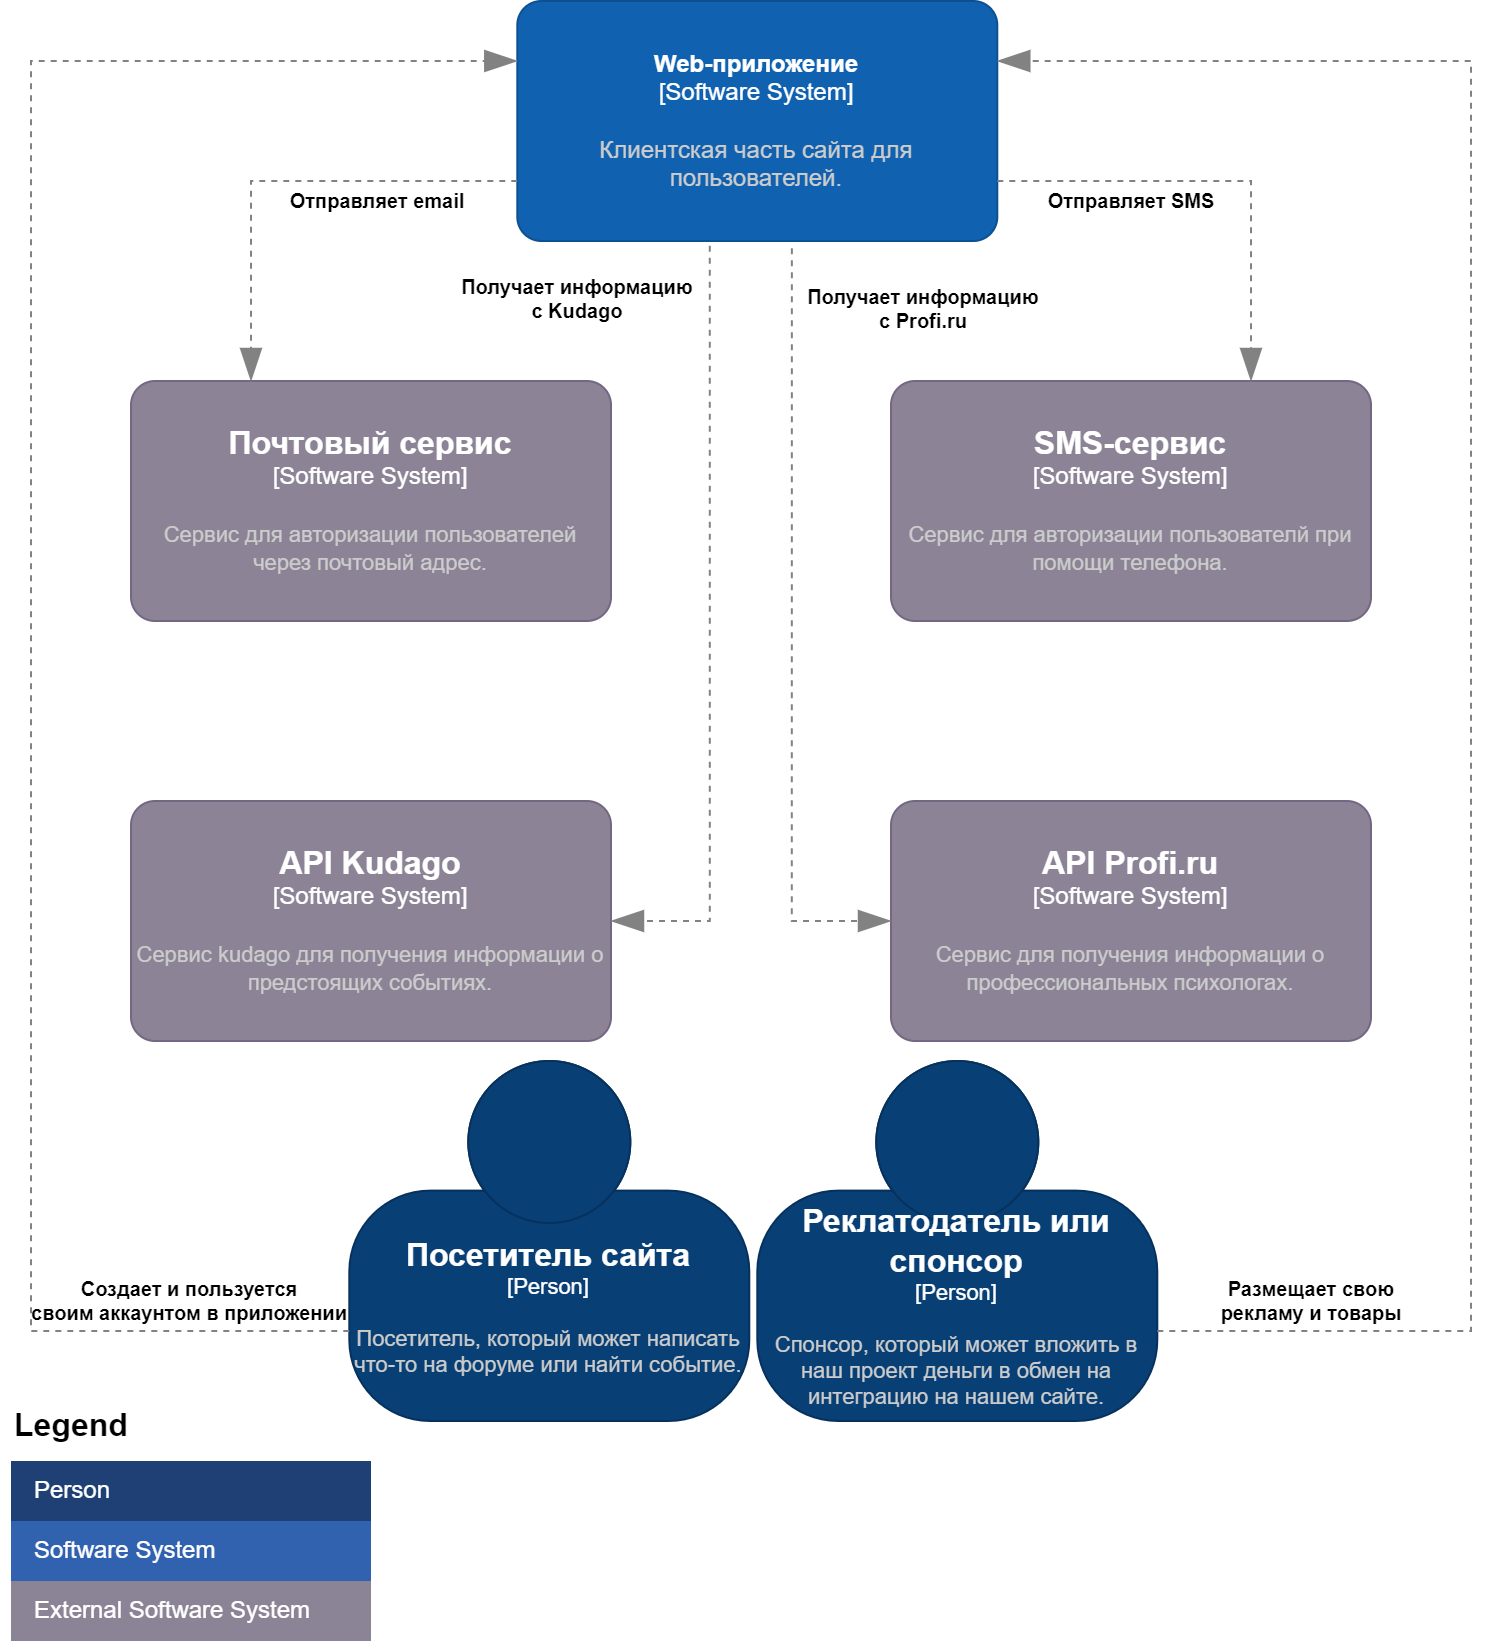 Web-приложение
[Software System]
Клиентская часть сайта для
пользователей.
Отправляет email
Отправляет SMS
Получает информацию
с Kudago
Получает информацию
с Profi.ru
Почтовый сервис
[Software System]
Сервис для авторизации пользователей
через почтовый адрес.
SMS-сервис
[Software System]
Сервис для авторизации пользователй при
помощи телефона.
API Kudago
[Software System]
Сервис kudago для получения информации о
предстоящих событиях.
API Profi.ru
[Software System]
Сервис для получения информации о
профессиональных психологах.
Создает и пользуется
своим аккаунтом в приложении
Посетитель сайта
[Person]
Посетитель, который может написать
что-то на форуме или найти событие.
Реклатодатель или
спонсор
[Person]
Спонсор, который может вложить в
наш проект деньги в обмен на
интеграцию на нашем сайте.
Размещает свою
рекламу и товары
Legend
Person
Software System
External Software System